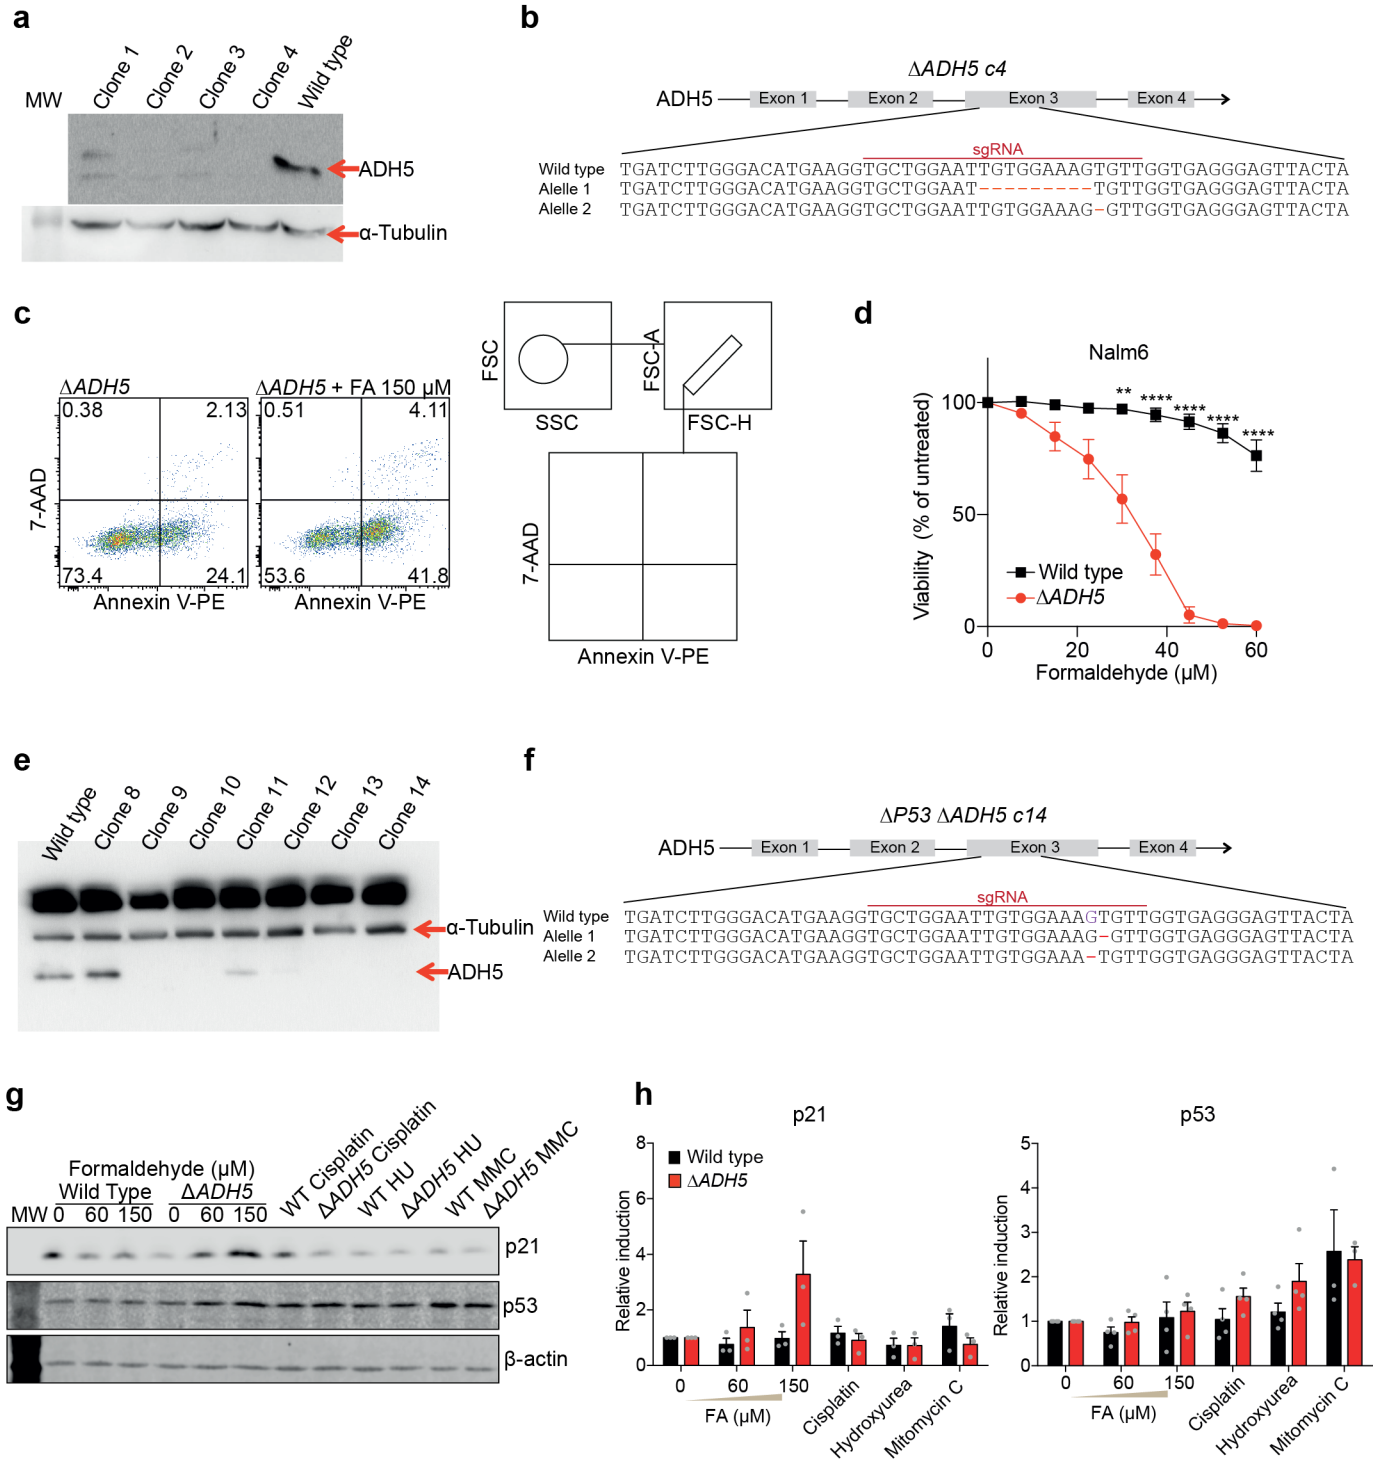 a
MW
Clone 1
Clone 2
Clone 3
Clone 4
Wild type
ADH5
α-Tubulin
b
ΔADH5 c4
ADH5
Exon 1
Exon 2
Exon 3
Exon 4
sgRNA
Wild type TGATCTTGGGACATGAAGGTGCTGGAATTGTGGAAAGTGTTGGTGAGGGAGTTACTA
Alelle 1 TGATCTTGGGACATGAAGGTGCTGGAAT---------TGTTGGTGAGGGAGTTACTA
Alelle 2 TGATCTTGGGACATGAAGGTGCTGGAATTGTGGAAAG-GTTGGTGAGGGAGTTACTA
c
ΔADH5
0.38
2.13
73.4
24.1
7-AAD
Annexin V-PE
ΔADH5 + FA 150 µM
0.51
4.11
53.6
41.8
Annexin V-PE
FSC
SSC
FSC-A
FSC-H
7-AAD
Annexin V-PE
d
Nalm6
Viability (% of untreated)
100
50
0
** **** **** **** ****
Wild type
ΔADH5
0 20 40 60
Formaldehyde (µM)
e
Wild type
Clone 8
Clone 9
Clone 10
Clone 11
Clone 12
Clone 13
Clone 14
α-Tubulin
ADH5
f
ΔP53 ΔADH5 c14
ADH5
Exon 1
Exon 2
Exon 3
Exon 4
sgRNA
Wild type TGATCTTGGGACATGAAGGTGCTGGAATTGTGGAAAGTGTTGGTGAGGGAGTTACTA
Alelle 1 TGATCTTGGGACATGAAGGTGCTGGAATTGTGGAAAG-GTTGGTGAGGGAGTTACTA
Alelle 2 TGATCTTGGGACATGAAGGTGCTGGAATTGTGGAAA-TGTTGGTGAGGGAGTTACTA
g
Formaldehyde (µM)
Wild Type
ΔADH5
MW 0 60 150 0 60 150
WT Cisplatin
ΔADH5 Cisplatin
WT HU
ΔADH5 HU
WT MMC
ΔADH5 MMC
p21
p53
β-actin
h
p21
Relative induction
8
6
4
2
0
Wild type
ΔADH5
0 60 150
FA (µM)
Cisplatin
Hydroxyurea
Mitomycin C
p53
Relative induction
5
4
3
2
1
0
0 60 150
FA (µM)
Cisplatin
Hydroxyurea
Mitomycin C